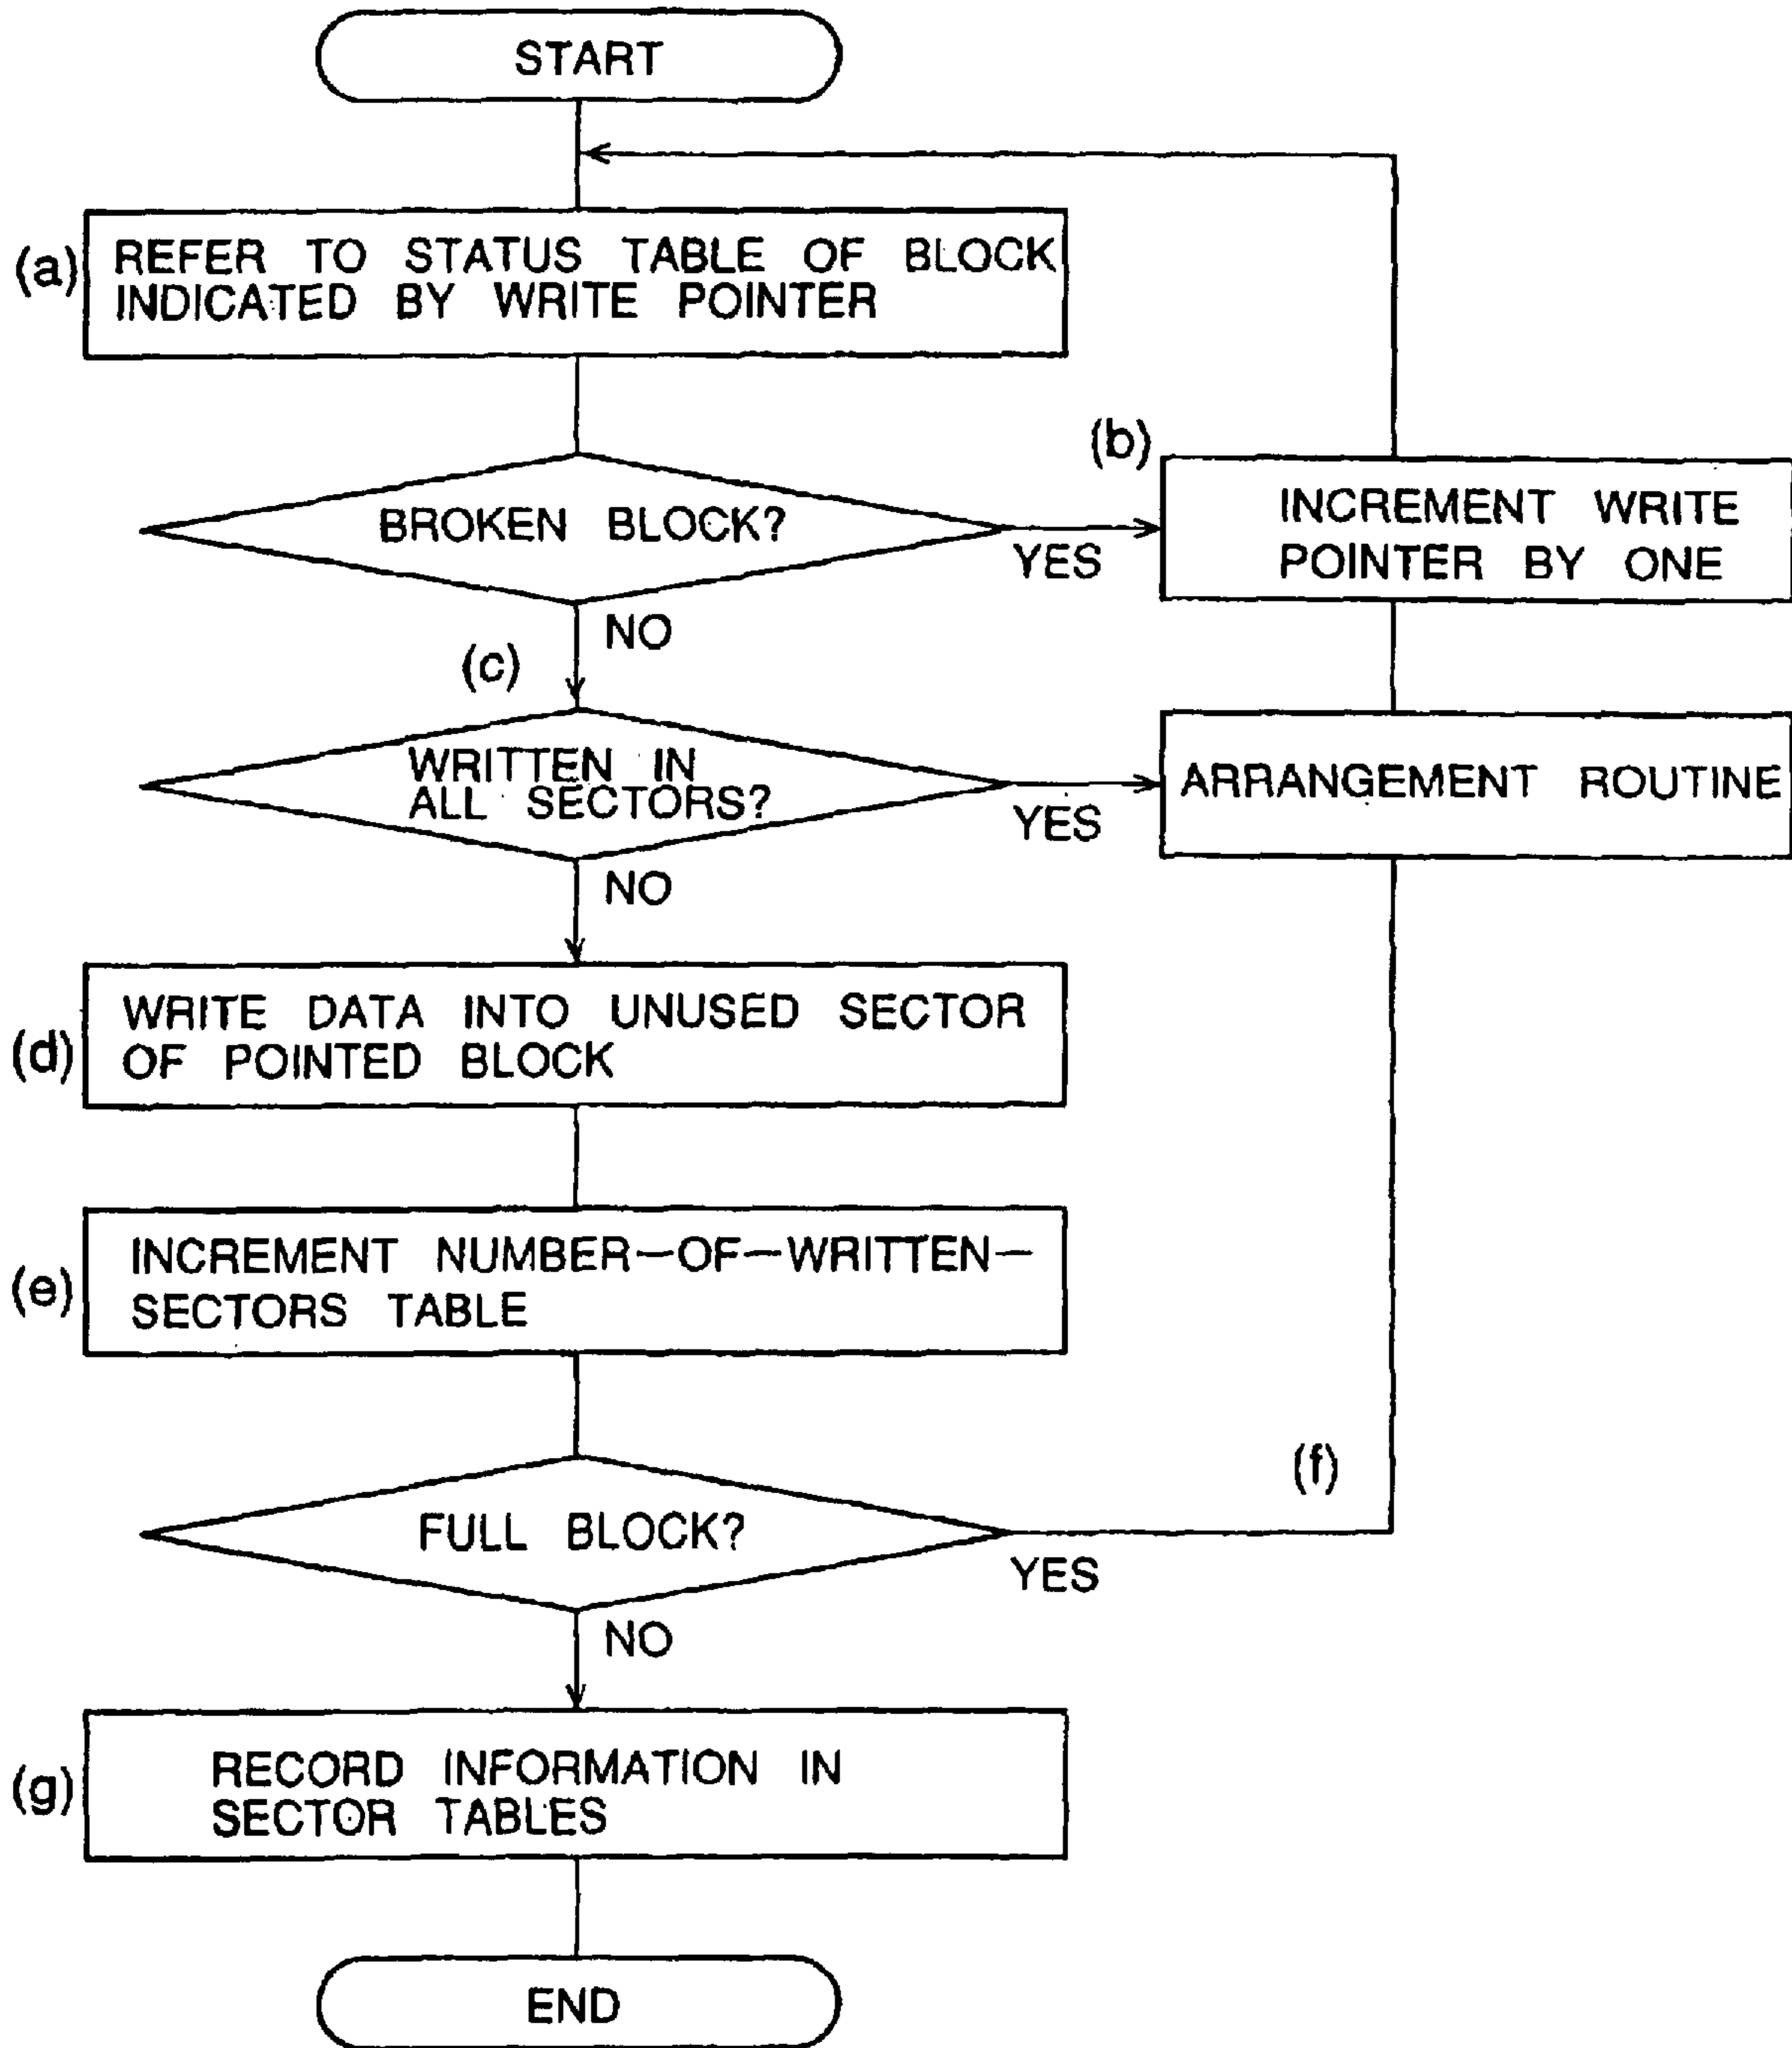 START
(a)
REFER TO STATUS TABLE OF BLOCK
INDICATED BY WRITE POINTER
BROKEN BLOCK?
YES
NO
(b)
INCREMENT WRITE
POINTER BY ONE
(c)
WRITTEN IN
ALL SECTORS?
YES
NO
ARRANGEMENT ROUTINE
(d)
WRITE DATA INTO UNUSED SECTOR
OF POINTED BLOCK
(e)
INCREMENT NUMBER-OF-WRITTEN-
SECTORS TABLE
FULL BLOCK?
YES
(f)
NO
(g)
RECORD INFORMATION IN
SECTOR TABLES
END